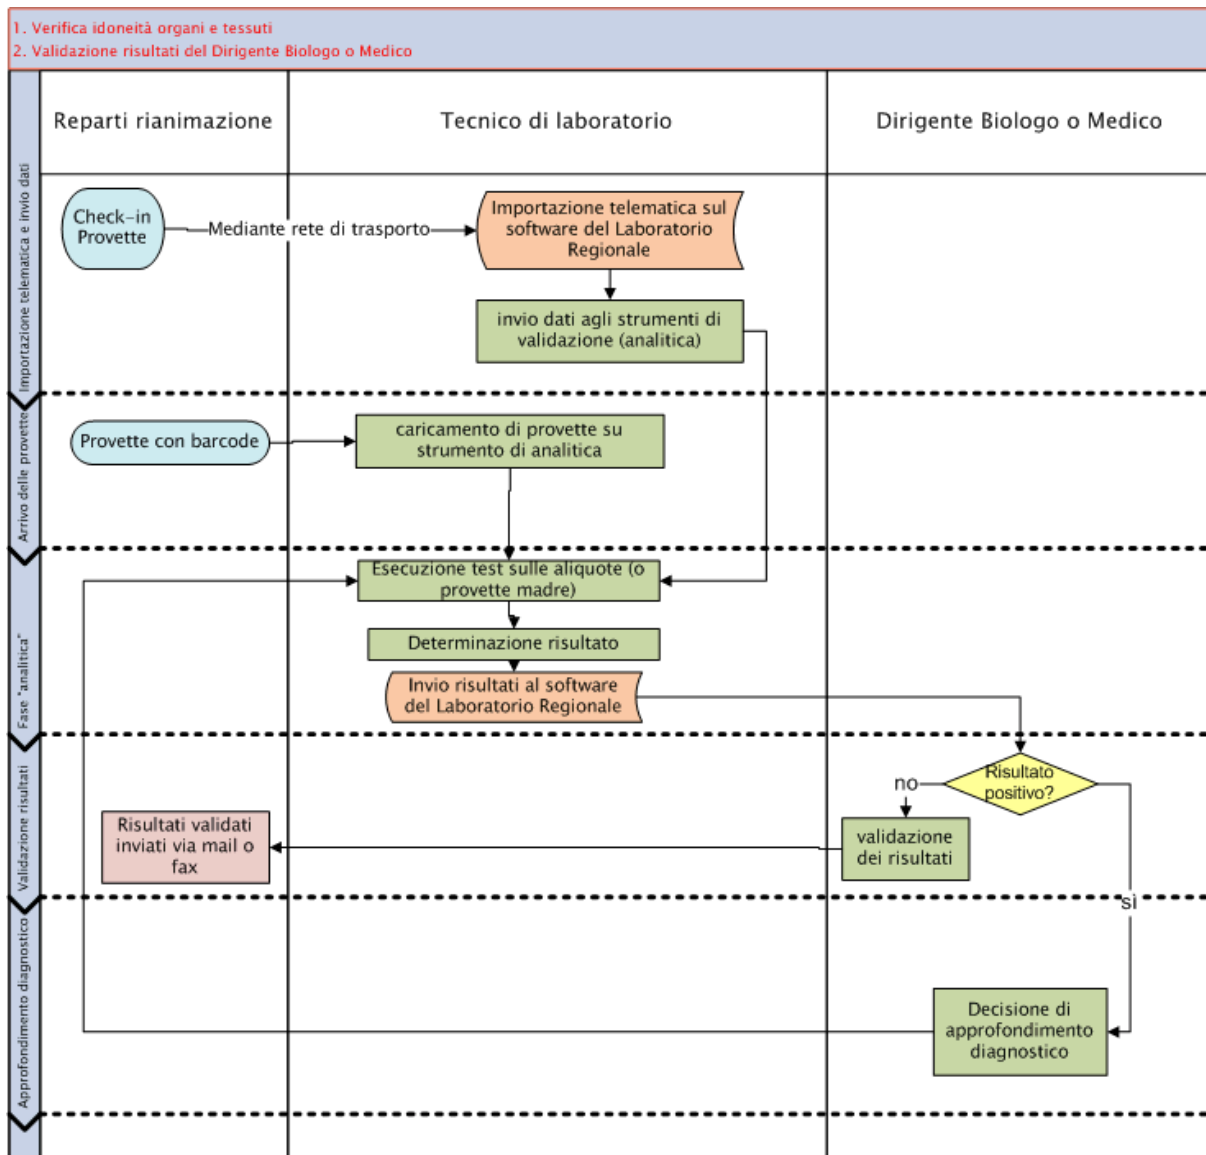 1. Verifica idoneità organi e tessuti
2. Validazione risultati del Dirigente Biologo o Medico
Reparti rianimazione
Tecnico di laboratorio
Dirigente Biologo o Medico
Importazione telematica e invio dati
Check-in
Provette
Mediante rete di trasporto
Importazione telematica sul
software del Laboratorio
Regionale
invio dati agli strumenti di
validazione (analitica)
Arrivo delle provette
Provette con barcode
caricamento di provette su
strumento di analitica
Fase "analitica"
Esecuzione test sulle aliquote (o
provette madre)
Determinazione risultato
Invio risultati al software
del Laboratorio Regionale
Validazione risultati
Risultato
positivo?
no
validazione
dei risultati
Risultati validati
inviati via mail o
fax
si
Approfondimento diagnostico
Decisione di
approfondimento
diagnostico